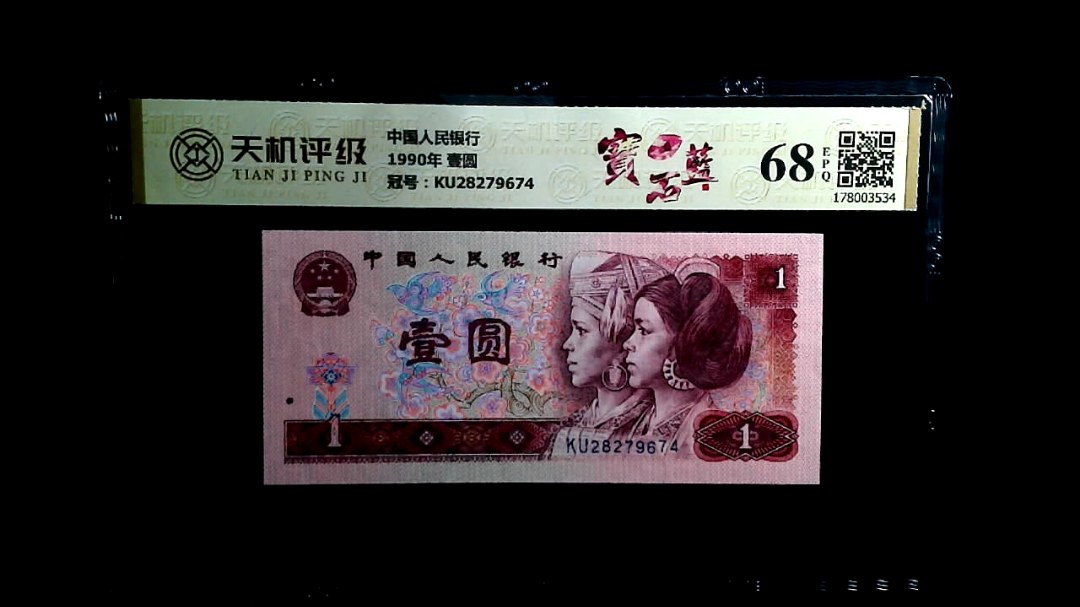 天机评级
TIAN JI PING JI
中国人民银行
1990年 壹圆
冠号：KU28279674
寶石藍
68
EPQ
178003534
中国人民银行
1
壹圆
1
KU28279674
1